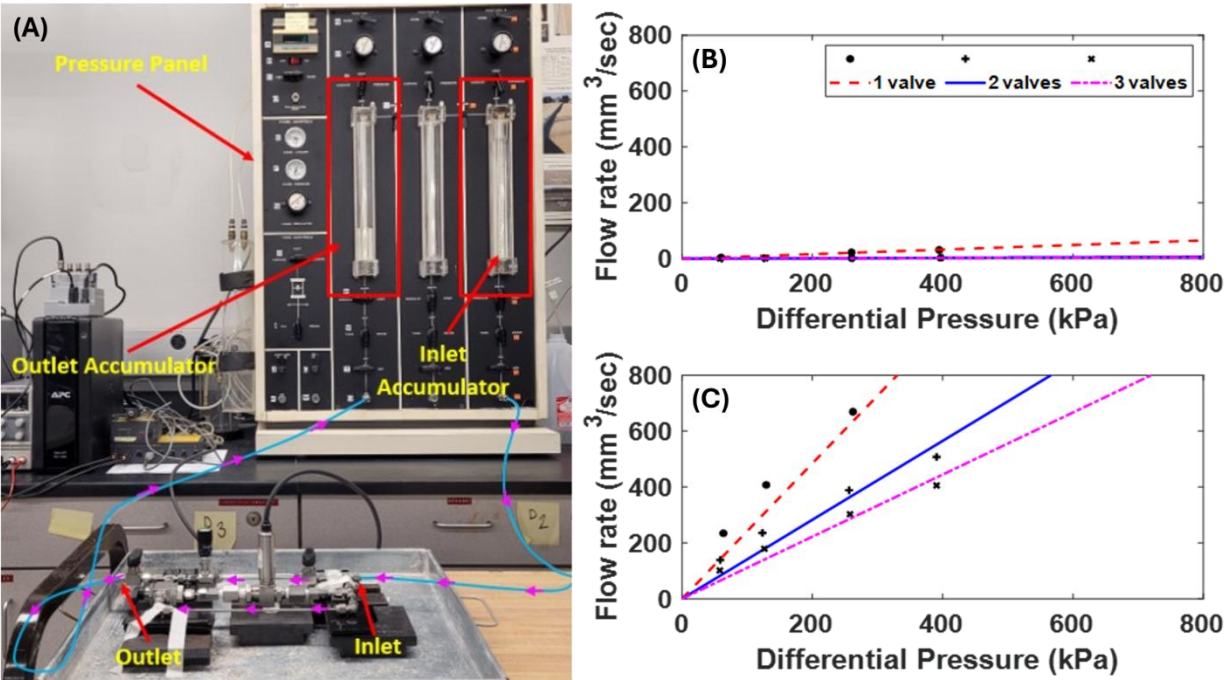 (A)
Pressure Panel
Outlet Accumulator
Inlet
Accumulator
APC
D 3
D 2
Outlet
Inlet
(B)
1 valve
2 valves
3 valves
Flow rate (mm³/sec)
800
600
400
200
0
0
200
400
600
800
Differential Pressure (kPa)
(C)
Flow rate (mm³/sec)
800
600
400
200
0
0
200
400
600
800
Differential Pressure (kPa)